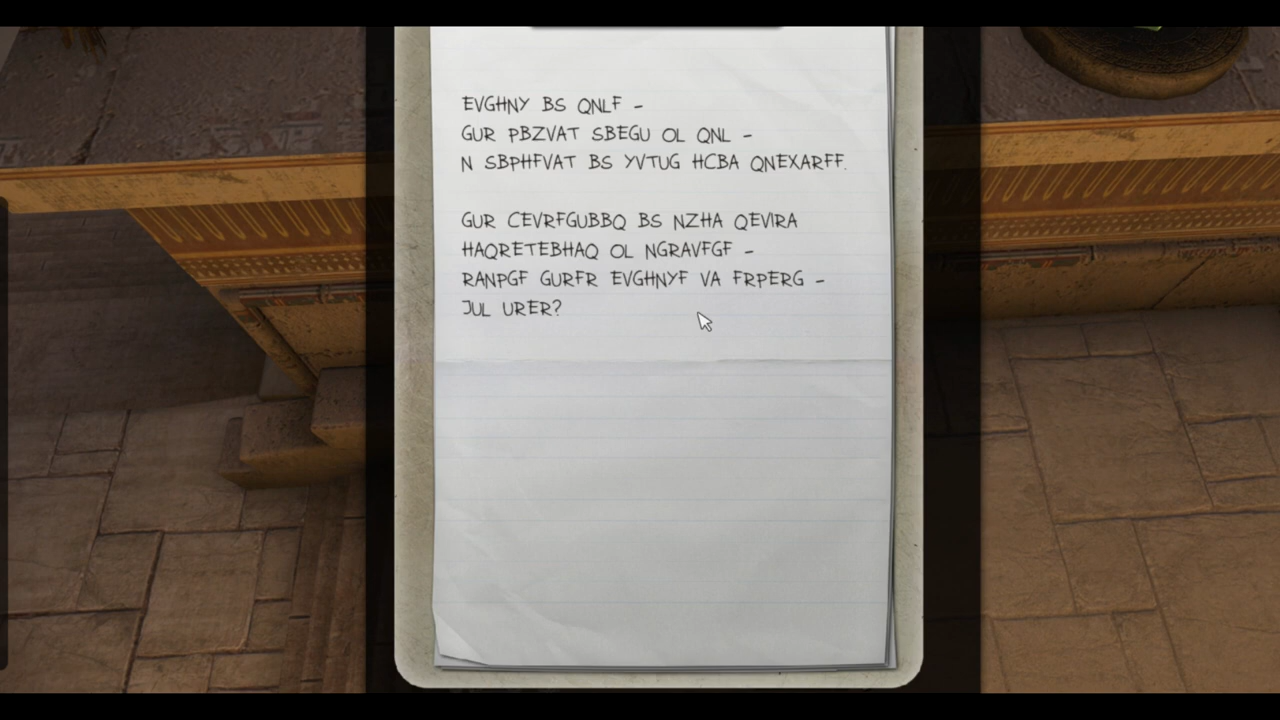 EVGHNY BS QNLF -
GUR PBZVAT SBEGU OL QNL -
N SBPHFVAT BS YVTUG HCBA QNEXARFF.
GUR CEVRFGUBBQ BS NZHA QEVIRA
HAQRETEBHAQ OL NGRAVFGF -
RANPGF GURFR EVGHNYF VA FRPERG -
JUL URER?